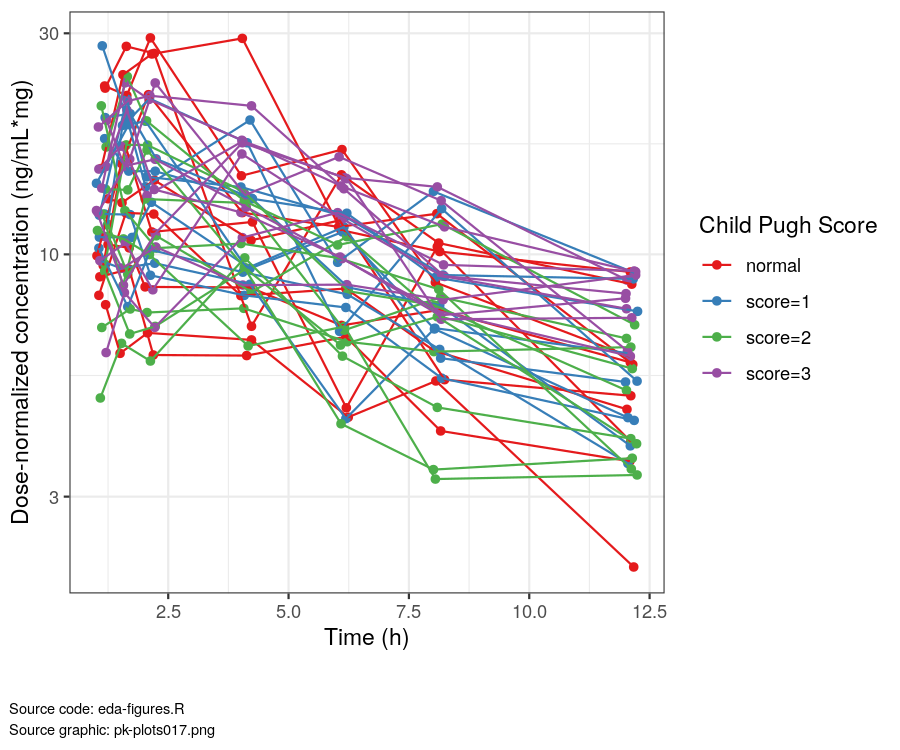 Dose-normalized concentration (ng/mL*mg)
30
10
3
2.5
5.0
7.5
10.0
12.5
Time (h)
Child Pugh Score
normal
score=1
score=2
score=3
Source code: eda-figures.R
Source graphic: pk-plots017.png